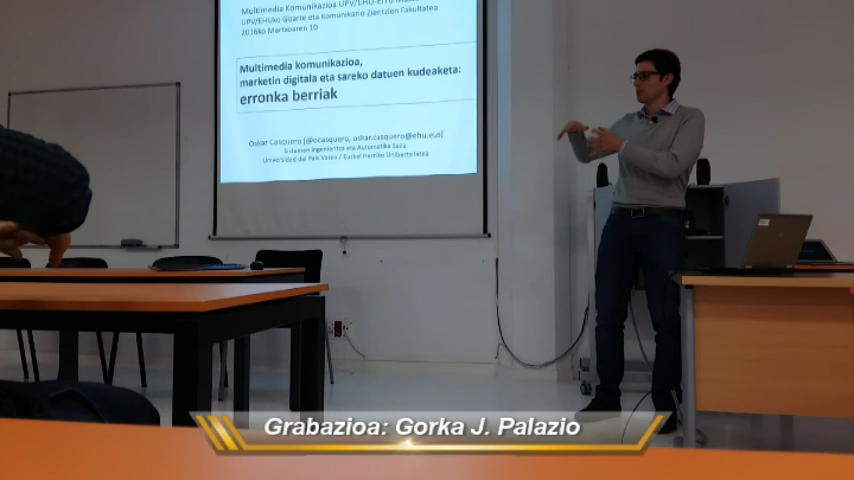 Multimedia Komunikazioa UPV/EHU-EITB
UPV/EHUko Gizarte eta Komunikazio Zientzien Fakultatea
2016ko Martxoaren 10
Multimedia komunikazioa,
marketin digitala eta sareko datuen kudeaketa:
erronka berriak
Oskar Casquero (@ocasquero, oskar.casquero@ehu.eus)
Sistemen Ingeniaritza eta Automatika Saila
Universidad del País Vasco / Euskal Herriko Unibertsitatea
Grabazioa: Gorka J. Palazio